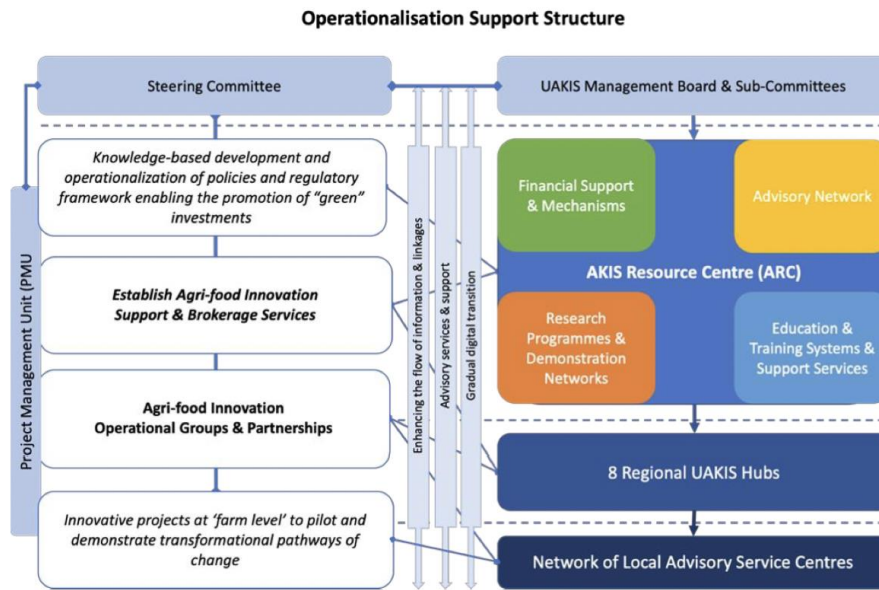 Operationalisation Support Structure
Steering Committee
UAKIS Management Board & Sub-Committees
Project Management Unit (PMU
Knowledge-based development and
operationalization of policies and regulatory
framework enabling the promotion of “green”
investments
Establish Agri-food Innovation
Support & Brokerage Services
Agri-food Innovation
Operational Groups & Partnerships
Innovative projects at ‘farm level’ to pilot and
demonstrate transformational pathways of
change
Enhancing the flow of information & linkages
Advisory services & support
Gradual digital transition
Financial Support
& Mechanisms
Advisory Network
AKIS Resource Centre (ARC)
Research
Programmes &
Demonstration
Networks
Education &
Training Systems &
Support Services
8 Regional UAKIS Hubs
Network of Local Advisory Service Centres